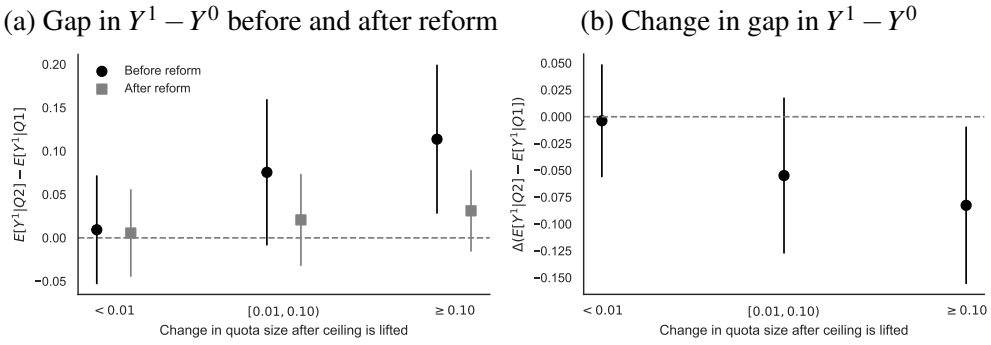 (a) Gap in Y¹ − Y⁰ before and after reform
0.20
0.15
0.10
0.05
0.00
−0.05
E[Y¹|Q2] − E[Y¹|Q1]
Before reform
After reform
< 0.01
[0.01, 0.10)
≥ 0.10
Change in quota size after ceiling is lifted
(b) Change in gap in Y¹ − Y⁰
0.050
0.025
0.000
−0.025
−0.050
−0.075
−0.100
−0.125
−0.150
Δ(E[Y¹|Q2] − E[Y¹|Q1])
< 0.01
[0.01, 0.10)
≥ 0.10
Change in quota size after ceiling is lifted